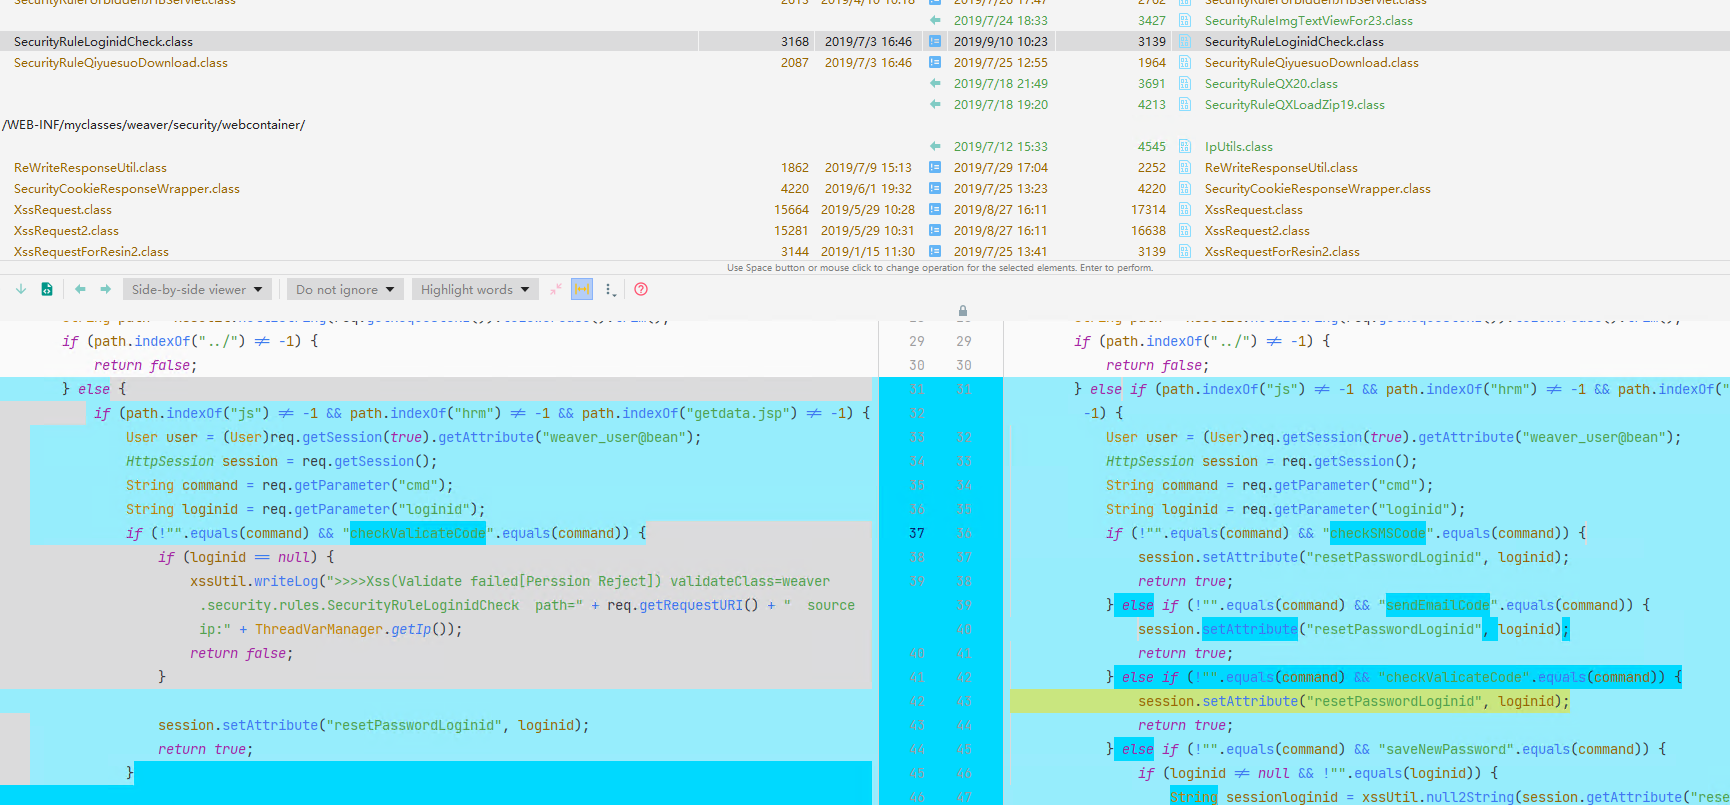 SecurityRuleForbiddenJHBServlet.class 2013 2019/4/10 16:18 2019/7/26 17:47 2762 SecurityRuleForbiddenJHBServlet.class
2019/7/24 18:33 3427 SecurityRuleImgTextViewFor23.class
SecurityRuleLoginidCheck.class 3168 2019/7/3 16:46 2019/9/10 10:23 3139 SecurityRuleLoginidCheck.class
SecurityRuleQiyuesuoDownload.class 2087 2019/7/3 16:46 2019/7/25 12:55 1964 SecurityRuleQiyuesuoDownload.class
2019/7/18 21:49 3691 SecurityRuleQX20.class
2019/7/18 19:20 4213 SecurityRuleQXLoadZip19.class
/WEB-INF/myclasses/weaver/security/webcontainer/
2019/7/12 15:33 4545 IpUtils.class
ReWriteResponseUtil.class 1862 2019/7/9 15:13 2019/7/29 17:04 2252 ReWriteResponseUtil.class
SecurityCookieResponseWrapper.class 4220 2019/6/1 19:32 2019/7/25 13:23 4220 SecurityCookieResponseWrapper.class
XssRequest.class 15664 2019/5/29 10:28 2019/8/27 16:11 17314 XssRequest.class
XssRequest2.class 15281 2019/5/29 10:31 2019/8/27 16:11 16638 XssRequest2.class
XssRequestForResin2.class 3144 2019/1/15 11:30 2019/7/25 13:41 3139 XssRequestForResin2.class
Use Space button or mouse click to change operation for the selected elements. Enter to perform.
Side-by-side viewer Do not ignore Highlight words
if (path.indexOf("../") ≠ -1) { 29 29 if (path.indexOf("../") ≠ -1) {
return false; 30 30 return false;
} else { 31 31 } else if (path.indexOf("js") ≠ -1 && path.indexOf("hrm") ≠ -1 && path.indexOf("
if (path.indexOf("js") ≠ -1 && path.indexOf("hrm") ≠ -1 && path.indexOf("getdata.jsp") ≠ -1) { 32 -1) {
User user = (User)req.getSession(true).getAttribute("weaver_user@bean"); 33 32 User user = (User)req.getSession(true).getAttribute("weaver_user@bean");
HttpSession session = req.getSession(); 34 33 HttpSession session = req.getSession();
String command = req.getParameter("cmd"); 35 34 String command = req.getParameter("cmd");
String loginid = req.getParameter("loginid"); 36 35 String loginid = req.getParameter("loginid");
if (!"".equals(command) && "checkValicateCode".equals(command)) { 37 36 if (!"".equals(command) && "checkSMSCode".equals(command)) {
if (loginid == null) { 38 37 session.setAttribute("resetPasswordLoginid", loginid);
xssUtil.writeLog(">>>>Xss(Validate failed[Perssion Reject]) validateClass=weaver 39 38 return true;
.security.rules.SecurityRuleLoginidCheck  path=" + req.getRequestURI() + "  source 39 } else if (!"".equals(command) && "sendEmailCode".equals(command)) {
ip:" + ThreadVarManager.getIp()); 40 session.setAttribute("resetPasswordLoginid", loginid);
return false; 40 41 return true;
} 41 42 } else if (!"".equals(command) && "checkValicateCode".equals(command)) {
42 43 session.setAttribute("resetPasswordLoginid", loginid);
session.setAttribute("resetPasswordLoginid", loginid); 43 44 return true;
return true; 44 45 } else if (!"".equals(command) && "saveNewPassword".equals(command)) {
} 45 46 if (loginid ≠ null && !"".equals(loginid)) {
46 47 String sessionloginid = xssUtil.null2String(session.getAttribute("rese